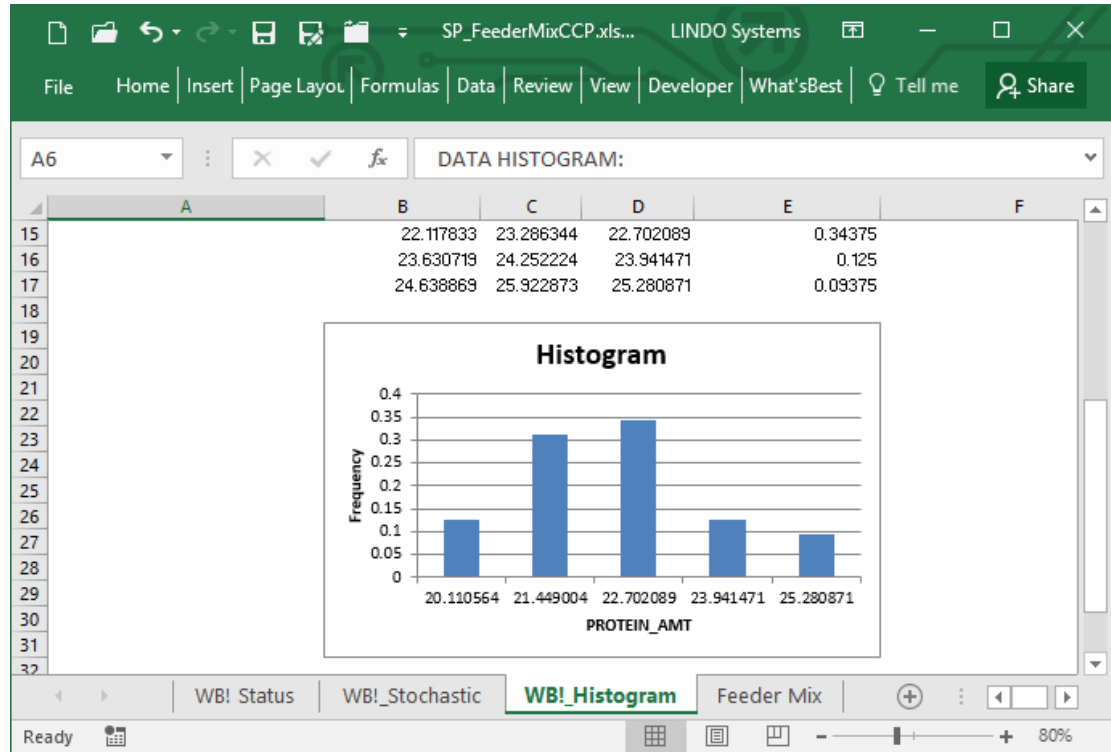 SP_FeederMixCCP.xls... LINDO Systems
File Home Insert Page Layou Formulas Data Review View Developer What'sBest Tell me Share
A6 fx DATA HISTOGRAM:
A B C D E F
15 22.117833 23.286344 22.702089 0.34375
16 23.630719 24.252224 23.941471 0.125
17 24.638869 25.922873 25.280871 0.09375
18
19
20
21
22
23
24
25
26
27
28
29
30
31
32
Histogram
Frequency
0.4
0.35
0.3
0.25
0.2
0.15
0.1
0.05
0
20.110564 21.449004 22.702089 23.941471 25.280871
PROTEIN_AMT
WB! Status WB!_Stochastic WB!_Histogram Feeder Mix
Ready 80%